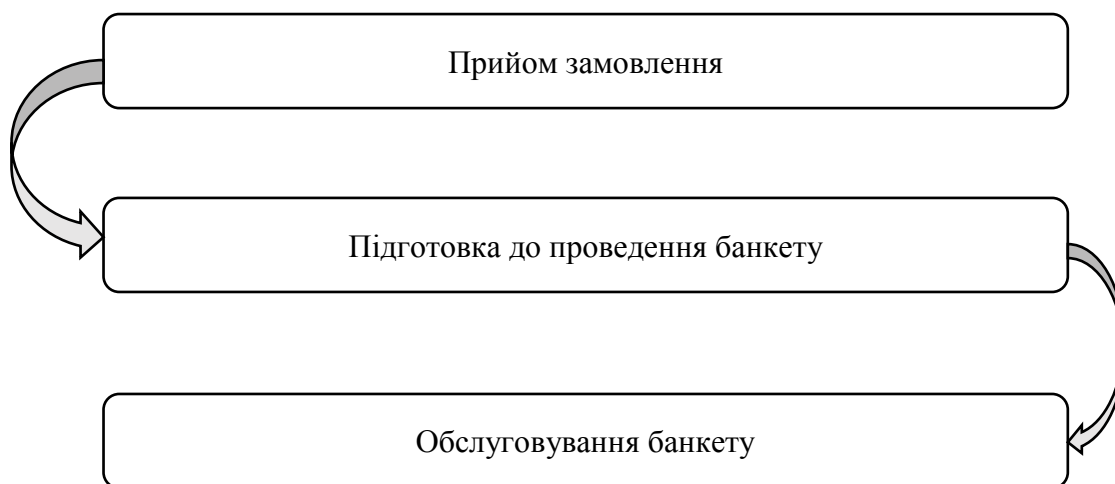 Прийом замовлення
Підготовка до проведення банкету
Обслуговування банкету